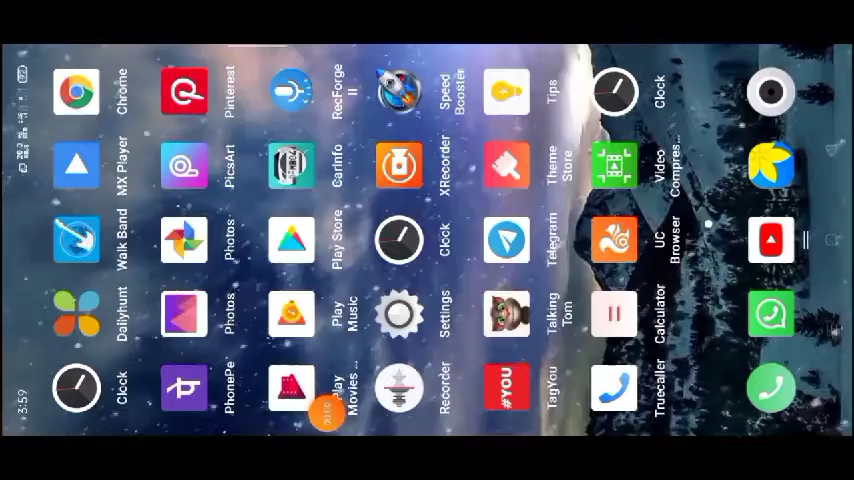 3:59
Clock
Dailyhunt
Walk Band
MX Player
Chrome
PhonePe
Photos
Photos
PicsArt
Pinterest
Play
Movies ...
Play
Music
Play Store
CarInfo
RecForge
II
Recorder
Settings
Clock
XRecorder
Speed
Booster
#YOU
TagYou
Talking
Tom
Telegram
Theme
Store
Tips
Truecaller
Calculator
UC
Browser
Video
Compres...
Clock